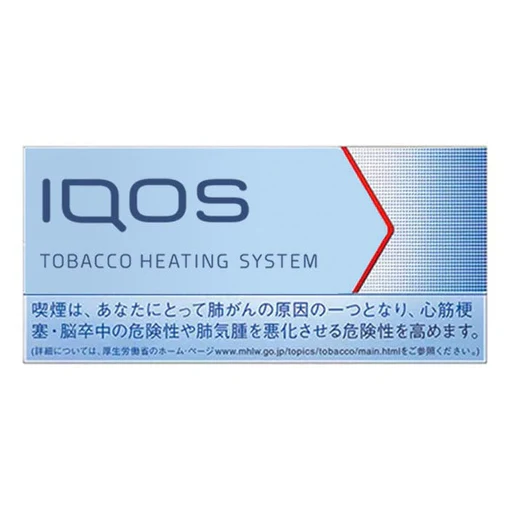 IQOS
TOBACCO HEATING SYSTEM
喫煙は、あなたにとって肺がんの原因の一つとなり、心筋梗
塞・脳卒中の危険性や肺気腫を悪化させる危険性を高めます。
(詳細については、厚生労働省のホーム・ページwww.mhlw.go.jp/topics/tobacco/main.htmlをご参照ください。)